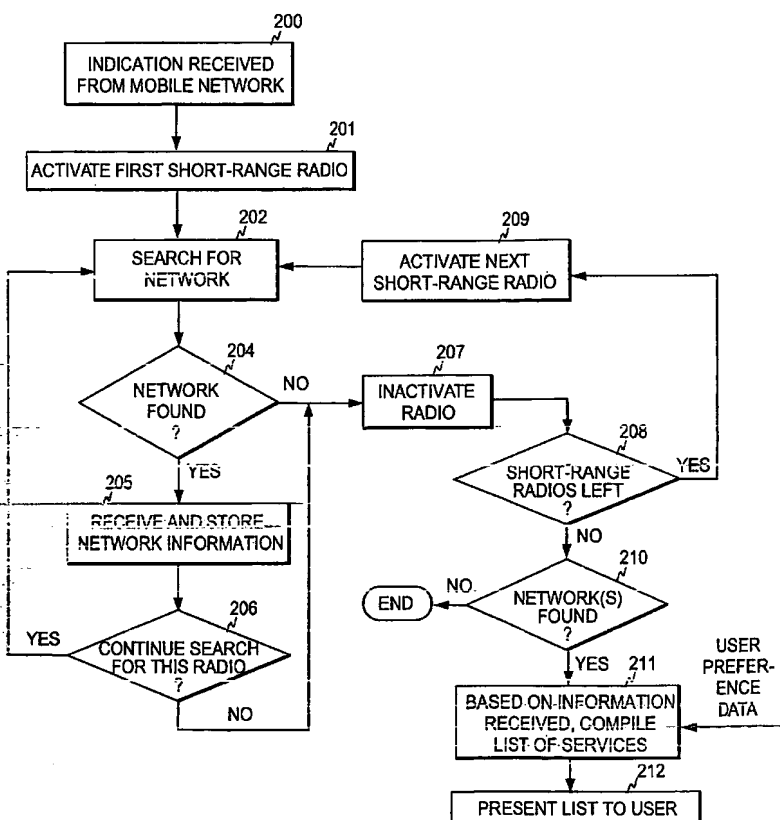 200
INDICATION RECEIVED
FROM MOBILE NETWORK
201
ACTIVATE FIRST SHORT-RANGE RADIO
202
SEARCH FOR
NETWORK
209
ACTIVATE NEXT
SHORT-RANGE RADIO
204
NETWORK
FOUND
?
NO
YES
207
INACTIVATE
RADIO
208
SHORT-RANGE
RADIOS LEFT
?
YES
NO
205
RECEIVE AND STORE
NETWORK INFORMATION
206
CONTINUE SEARCH
FOR THIS RADIO
?
YES
NO
210
NETWORK(S)
FOUND
?
NO
END
YES
211
BASED ON INFORMATION
RECEIVED, COMPILE
LIST OF SERVICES
USER
PREFER-
ENCE
DATA
212
PRESENT LIST TO USER